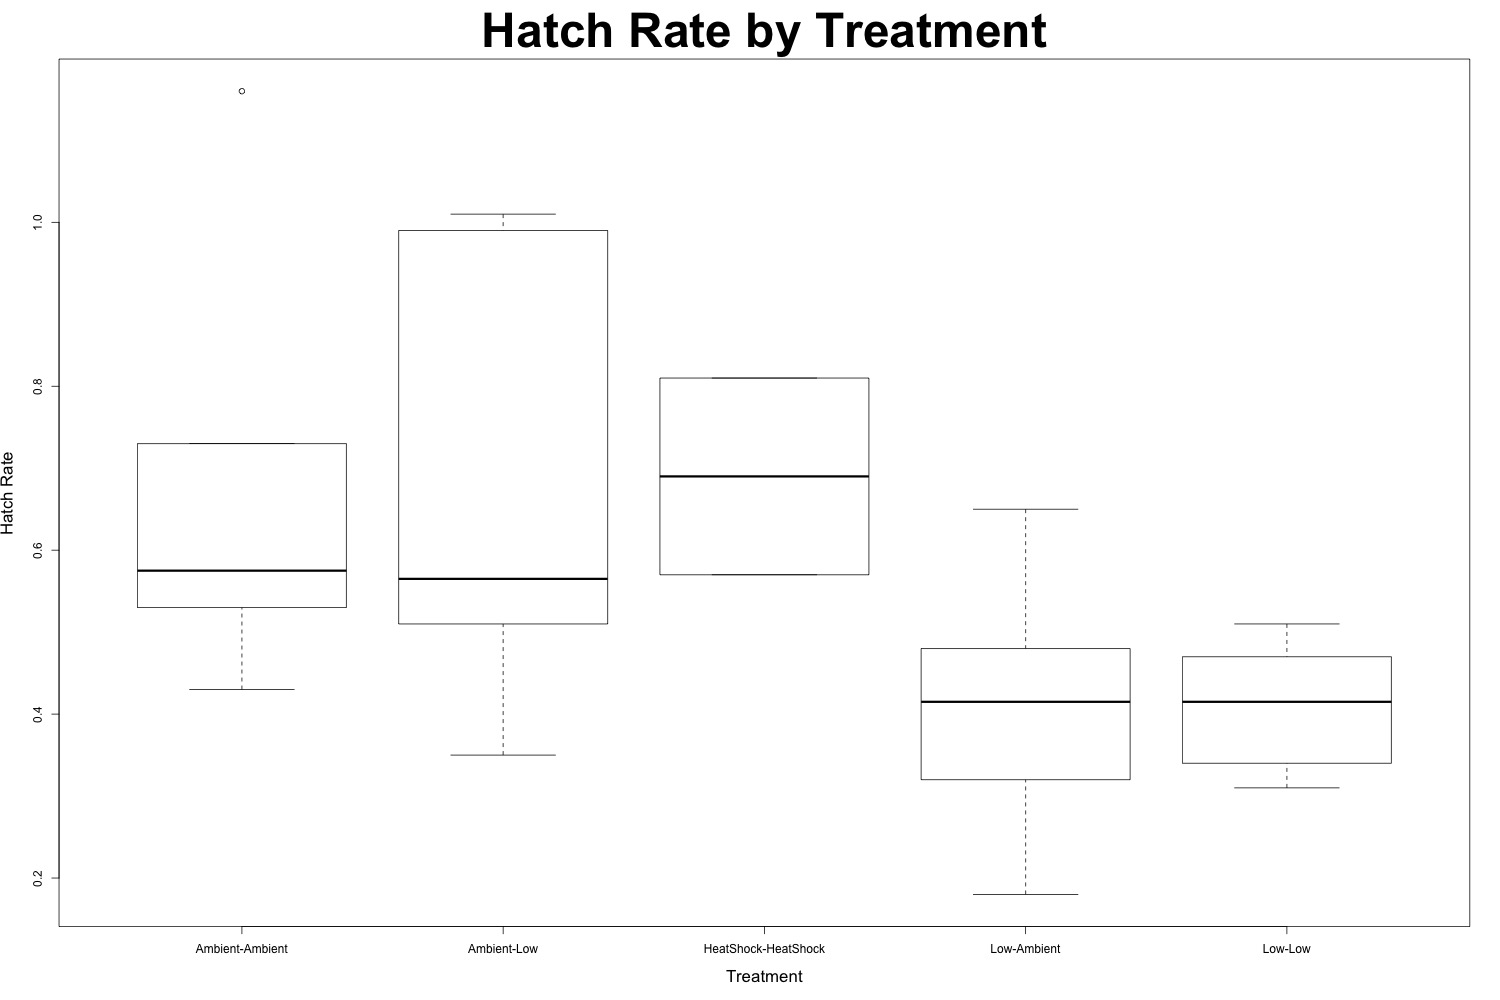 Hatch Rate by Treatment
Hatch Rate
1.0
0.8
0.6
0.4
0.2
Ambient-Ambient
Ambient-Low
HeatShock-HeatShock
Low-Ambient
Low-Low
Treatment